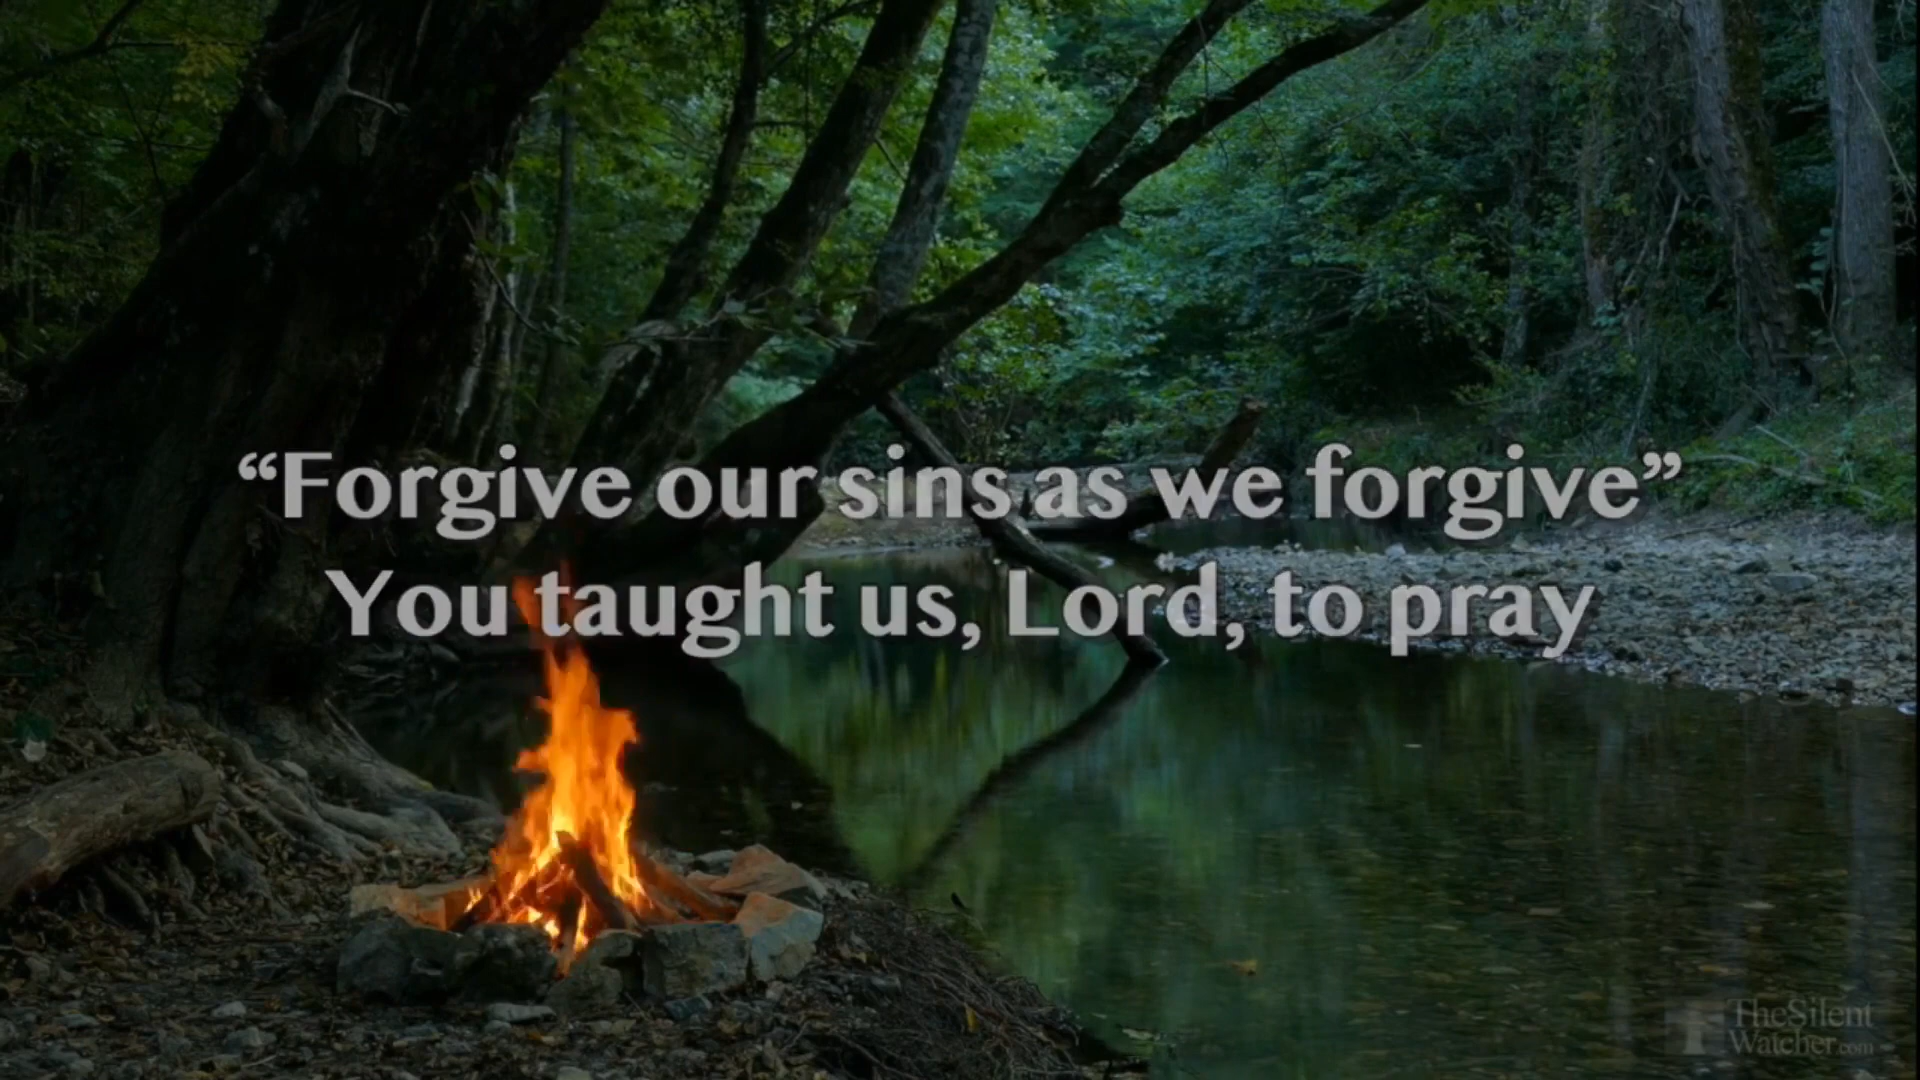 “Forgive our sins as we forgive”
You taught us, Lord, to pray
TheSilent
Watcher.com